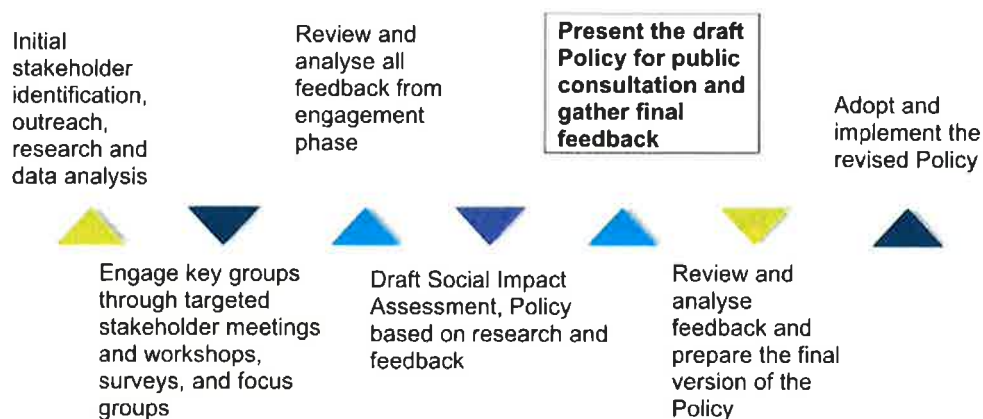 Initial
stakeholder
identification,
outreach,
research and
data analysis
Engage key groups
through targeted
stakeholder meetings
and workshops,
surveys, and focus
groups
Review and
analyse all
feedback from
engagement
phase
Draft Social Impact
Assessment, Policy
based on research and
feedback
Present the draft
Policy for public
consultation and
gather final
feedback
Review and
analyse
feedback and
prepare the final
version of the
Policy
Adopt and
implement the
revised Policy